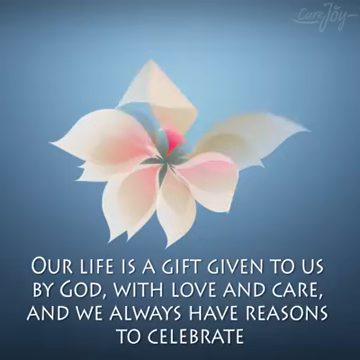 CureJoy
OUR LIFE IS A GIFT GIVEN TO US
BY GOD, WITH LOVE AND CARE,
AND WE ALWAYS HAVE REASONS
TO CELEBRATE